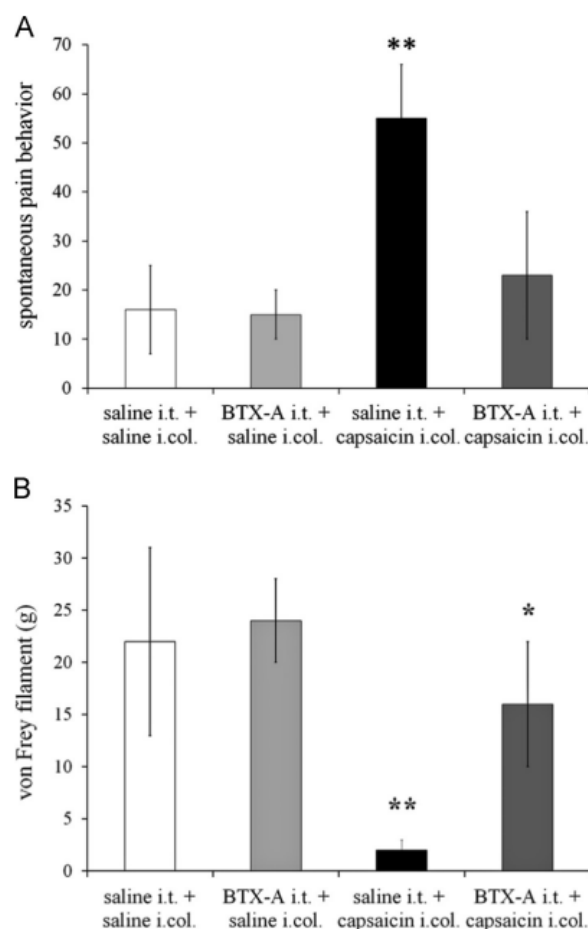 A
**
70
60
50
40
30
20
10
0
spontaneous pain behavior
saline i.t. + BTX-A i.t. + saline i.t. + BTX-A i.t. +
saline i.col. saline i.col. capsaicin i.col. capsaicin i.col.
B
35
30
25
20
15
10
5
0
von Frey filament (g)
*
**
saline i.t. + BTX-A i.t. + saline i.t. + BTX-A i.t. +
saline i.col. saline i.col. capsaicin i.col. capsaicin i.col.